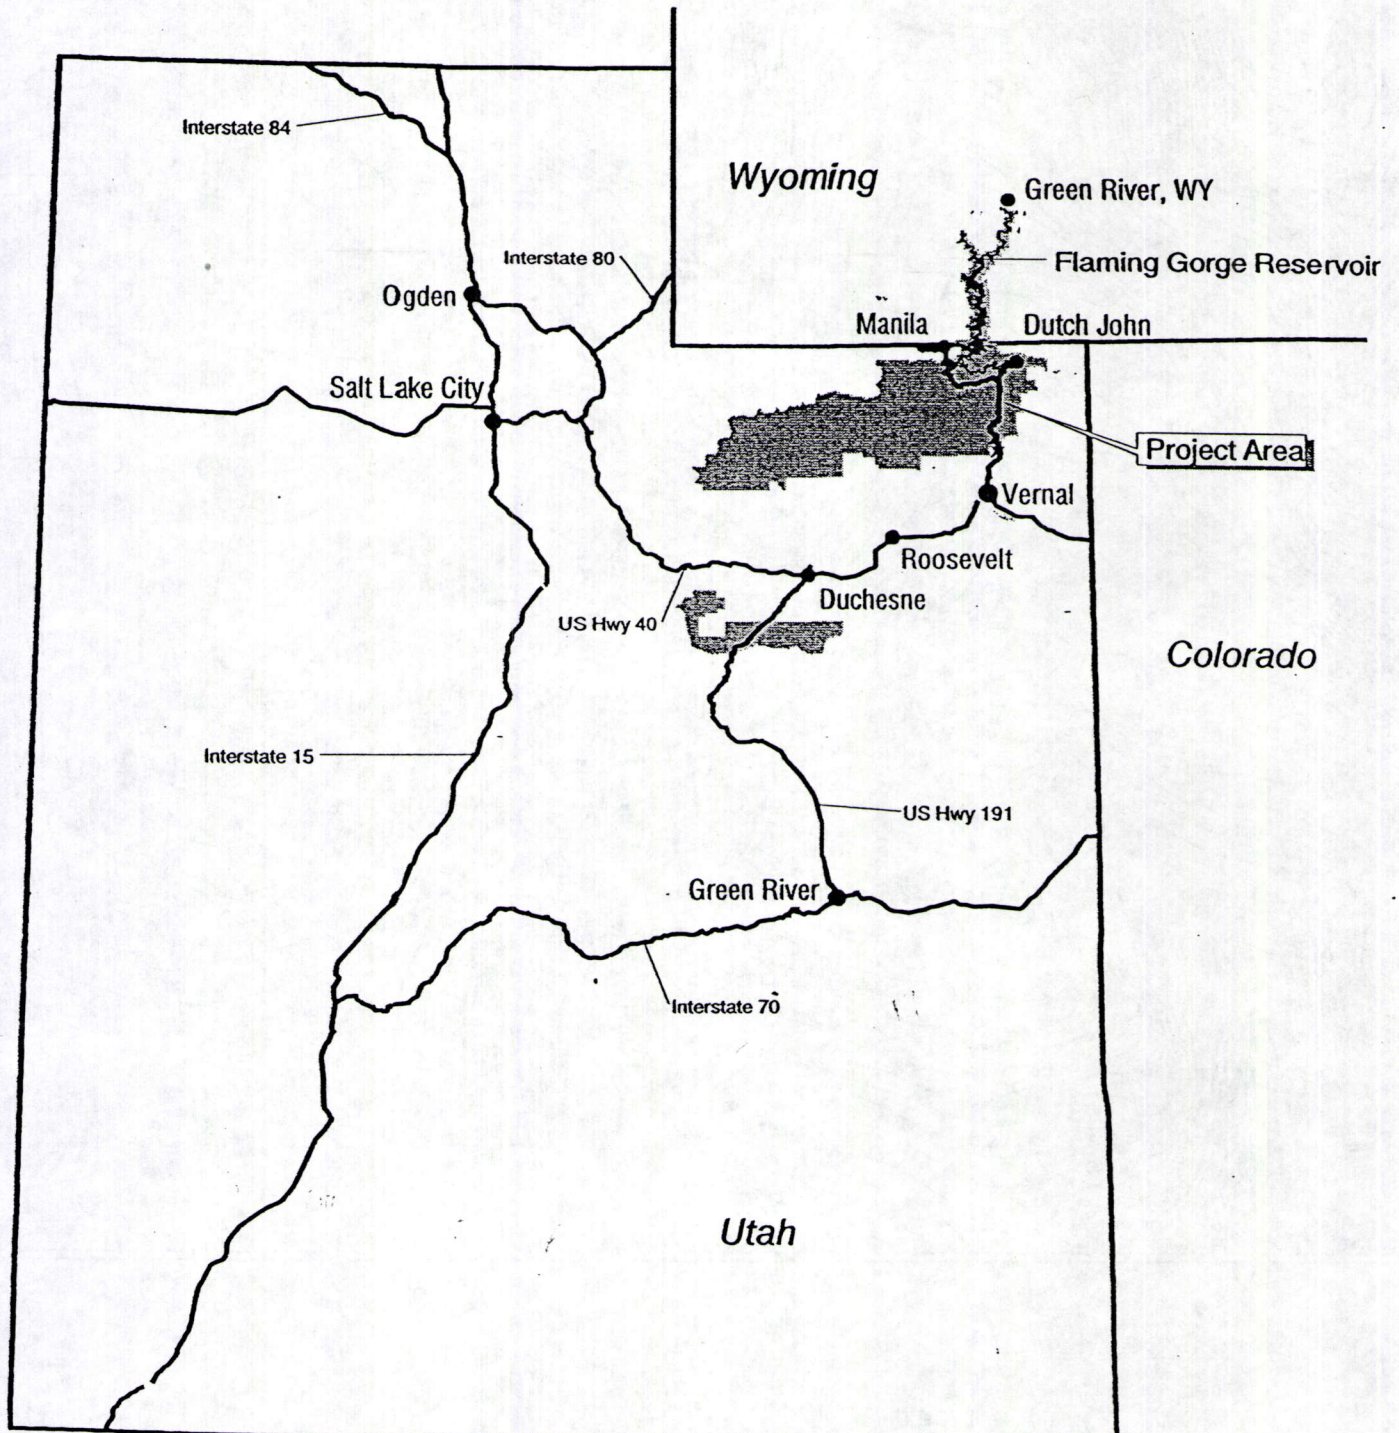 Interstate 84
Wyoming
Green River, WY
Interstate 80
Flaming Gorge Reservoir
Ogden
Manila
Dutch John
Salt Lake City
Project Area
Vernal
Roosevelt
Duchesne
US Hwy 40
Colorado
Interstate 15
US Hwy 191
Green River
Interstate 70
Utah